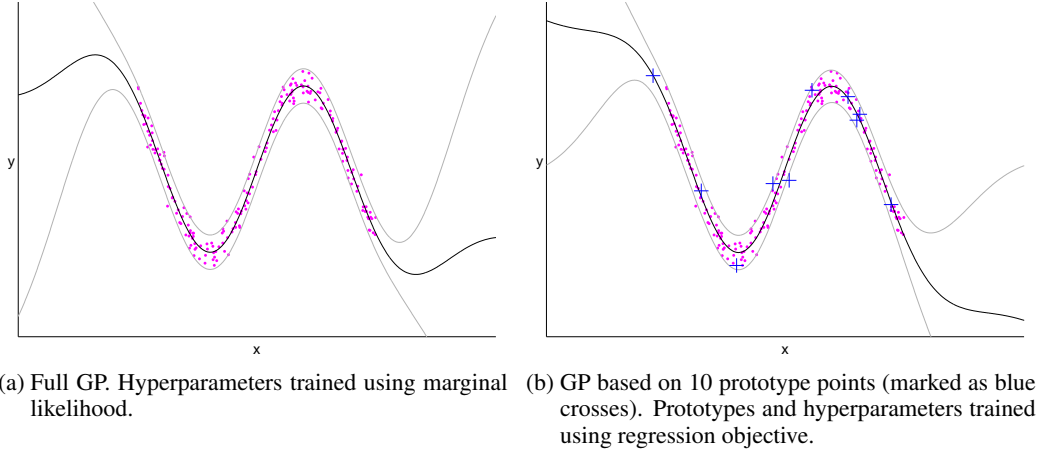 y
x
y
x
(a) Full GP. Hyperparameters trained using marginal
likelihood.
(b) GP based on 10 prototype points (marked as blue
crosses). Prototypes and hyperparameters trained
using regression objective.